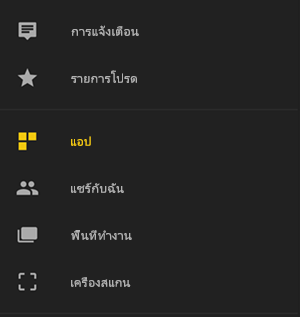 การแจ้งเตือน
รายการโปรด
แอป
แชร์กับฉัน
พื้นที่ทำงาน
เครื่องสแกน